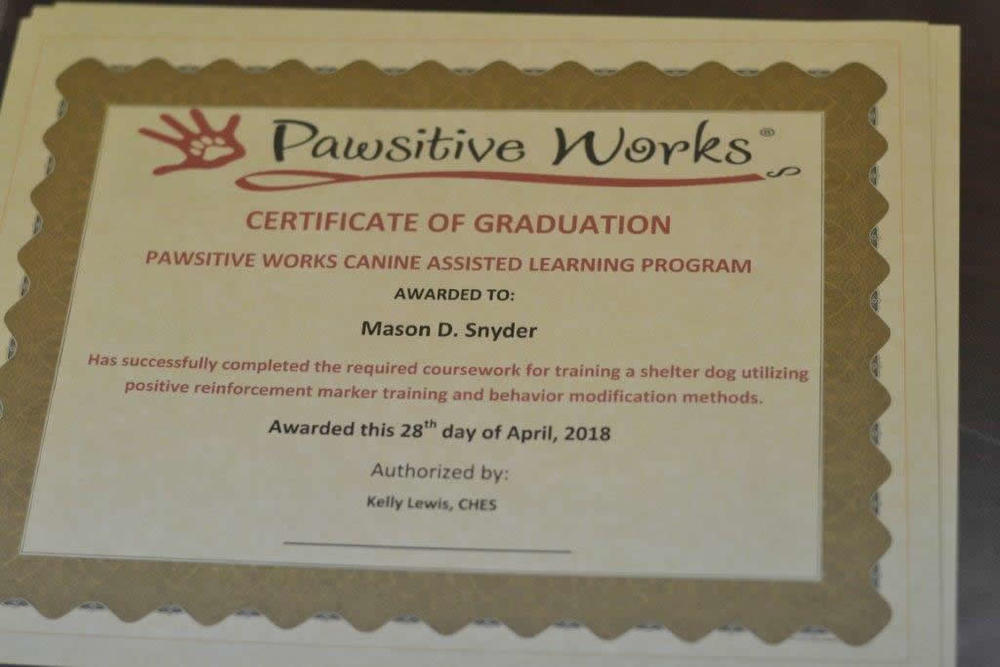 Pawsitive Works®
CERTIFICATE OF GRADUATION
PAWSITIVE WORKS CANINE ASSISTED LEARNING PROGRAM
AWARDED TO:
Mason D. Snyder
Has successfully completed the required coursework for training a shelter dog utilizing
positive reinforcement marker training and behavior modification methods.
Awarded this 28th day of April, 2018
Authorized by:
Kelly Lewis, CHES